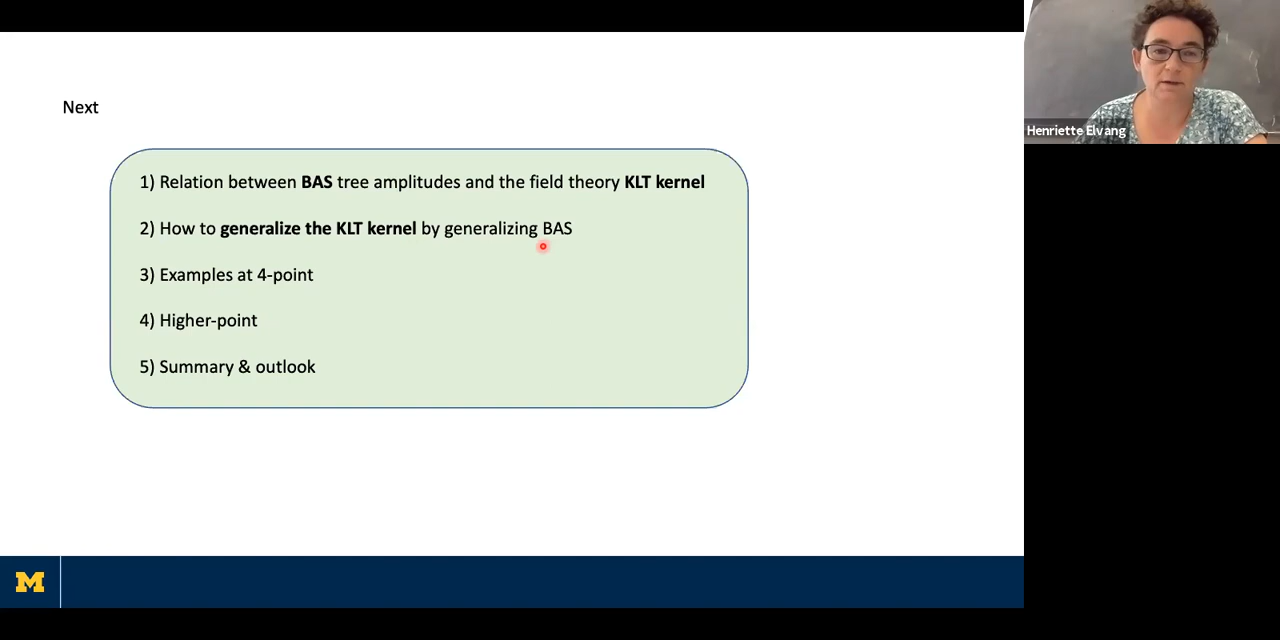 Next
1) Relation between BAS tree amplitudes and the field theory KLT kernel
2) How to generalize the KLT kernel by generalizing BAS
3) Examples at 4-point
4) Higher-point
5) Summary & outlook
Henriette Elvang
M